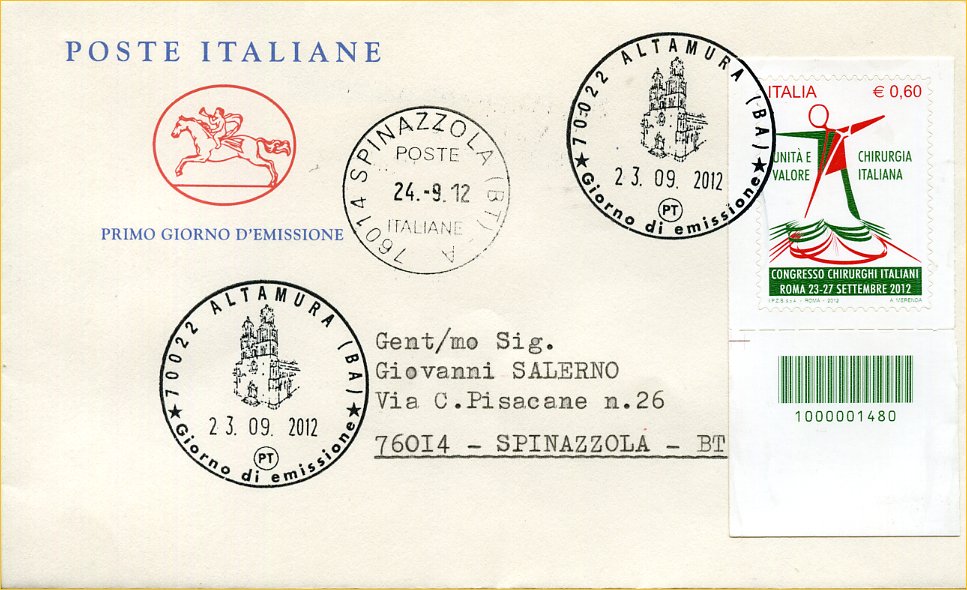 POSTE ITALIANE
PRIMO GIORNO D'EMISSIONE
76014 SPINAZZOLA (BT) - A
POSTE
24.-9.12
ITALIANE
70022 ALTAMURA (BA)
23.09.2012
PT
★Giorno di emissione★
ITALIA € 0,60
UNITÀ E VALORE
CHIRURGIA ITALIANA
CONGRESSO CHIRURGHI ITALIANI
ROMA 23-27 SETTEMBRE 2012
I.P.Z.S. S.p.A. - ROMA - 2012 A. MERENDA
1000001480
70022 ALTAMURA (BA)
23.09.2012
PT
★Giorno di emissione★
Gent/mo Sig.
Giovanni SALERNO
Via C.Pisacane n.26
76014 - SPINAZZOLA - BT